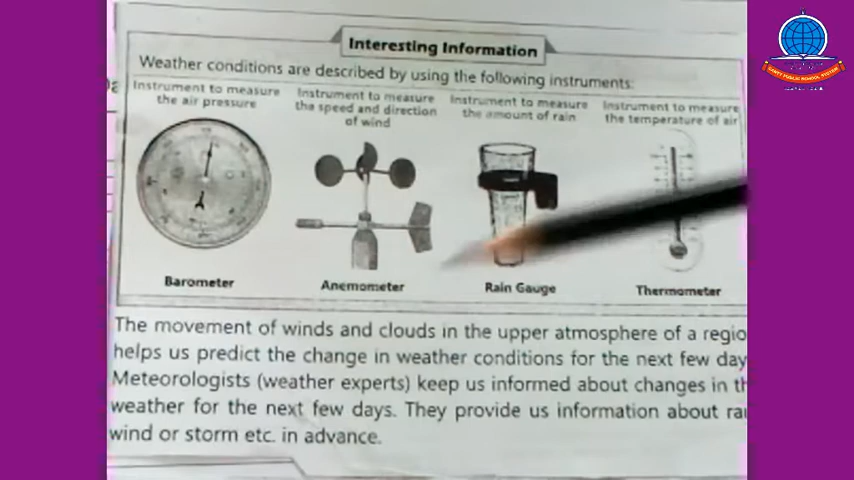 Interesting Information
Weather conditions are described by using the following instruments:
Instrument to measure
the air pressure
Instrument to measure
the speed and direction
of wind
Instrument to measure
the amount of rain
Instrument to measure
the temperature of air
Barometer
Anemometer
Rain Gauge
Thermometer
The movement of winds and clouds in the upper atmosphere of a regio
helps us predict the change in weather conditions for the next few day
Meteorologists (weather experts) keep us informed about changes in th
weather for the next few days. They provide us information about rai
wind or storm etc. in advance.